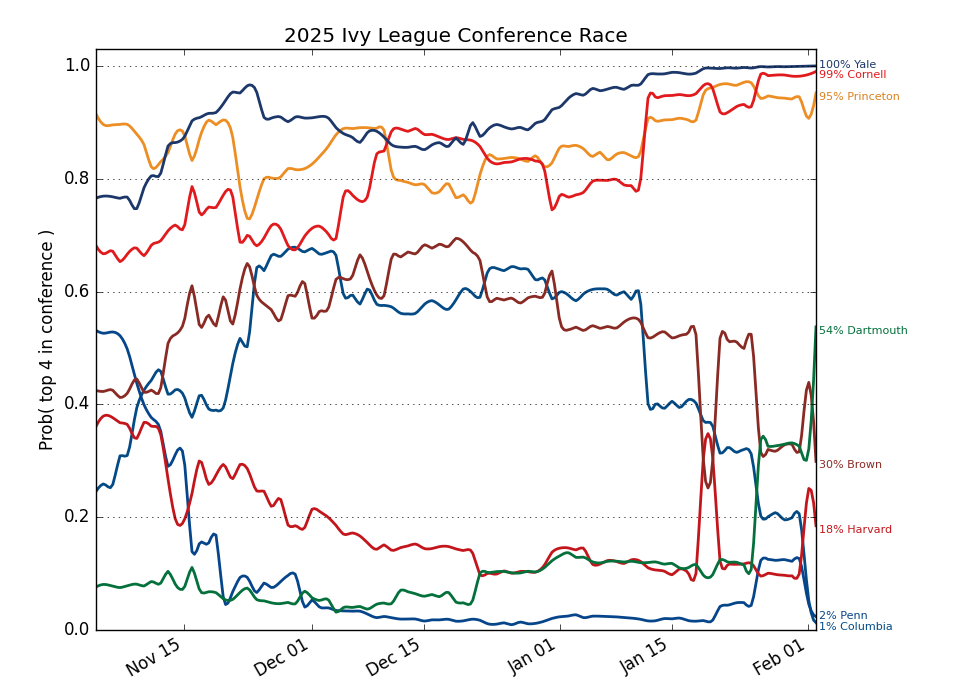 2025 Ivy League Conference Race
Prob( top 4 in conference )
1.0
0.8
0.6
0.4
0.2
0.0
Nov 15
Dec 01
Dec 15
Jan 01
Jan 15
Feb 01
100% Yale
99% Cornell
95% Princeton
54% Dartmouth
30% Brown
18% Harvard
2% Penn
1% Columbia